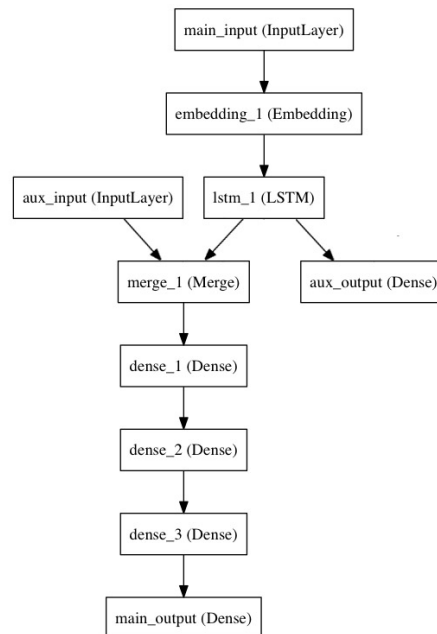 main_input (InputLayer)
embedding_1 (Embedding)
aux_input (InputLayer)
lstm_1 (LSTM)
merge_1 (Merge)
aux_output (Dense)
dense_1 (Dense)
dense_2 (Dense)
dense_3 (Dense)
main_output (Dense)